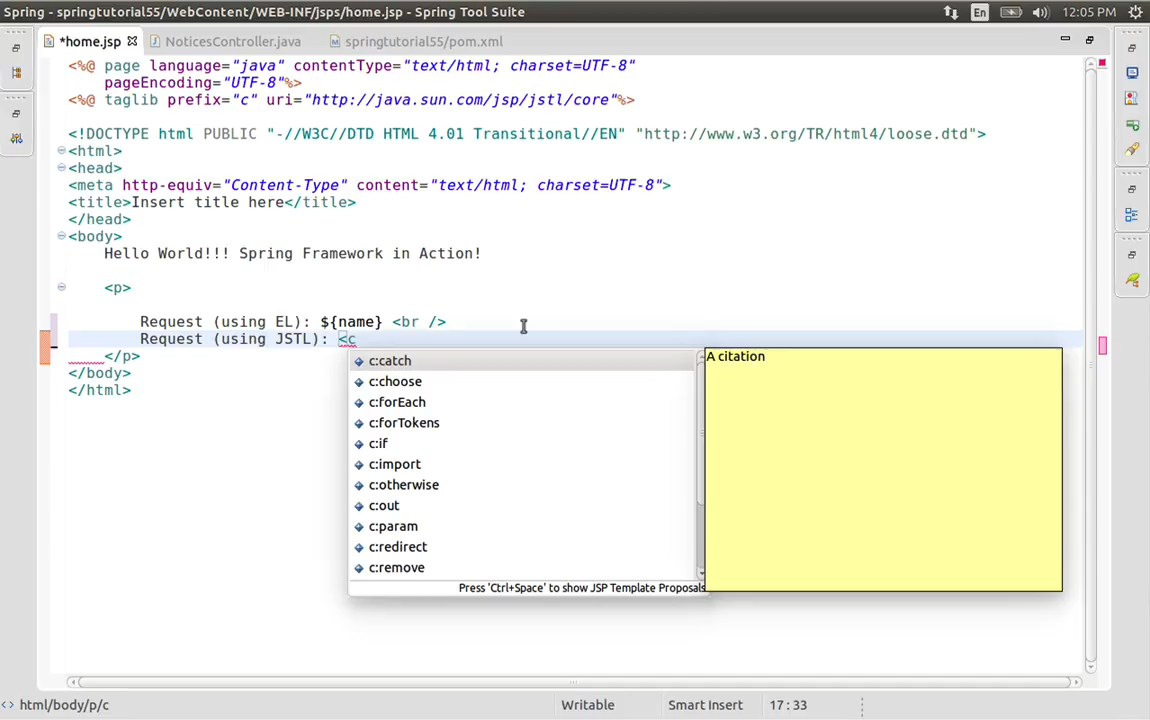 Spring - springtutorial55/WebContent/WEB-INF/jsps/home.jsp - Spring Tool Suite
En
12:05 PM
*home.jsp
NoticesController.java
springtutorial55/pom.xml
<%@ page language="java" contentType="text/html; charset=UTF-8"
pageEncoding="UTF-8"%>
<%@ taglib prefix="c" uri="http://java.sun.com/jsp/jstl/core"%>
<!DOCTYPE html PUBLIC "-//W3C//DTD HTML 4.01 Transitional//EN" "http://www.w3.org/TR/html4/loose.dtd">
<html>
<head>
<meta http-equiv="Content-Type" content="text/html; charset=UTF-8">
<title>Insert title here</title>
</head>
<body>
Hello World!!! Spring Framework in Action!
<p>
Request (using EL): ${name} <br />
Request (using JSTL): <c
</p>
</body>
</html>
c:catch
c:choose
c:forEach
c:forTokens
c:if
c:import
c:otherwise
c:out
c:param
c:redirect
c:remove
Press 'Ctrl+Space' to show JSP Template Proposals
A citation
html/body/p/c
Writable
Smart Insert
17 : 33